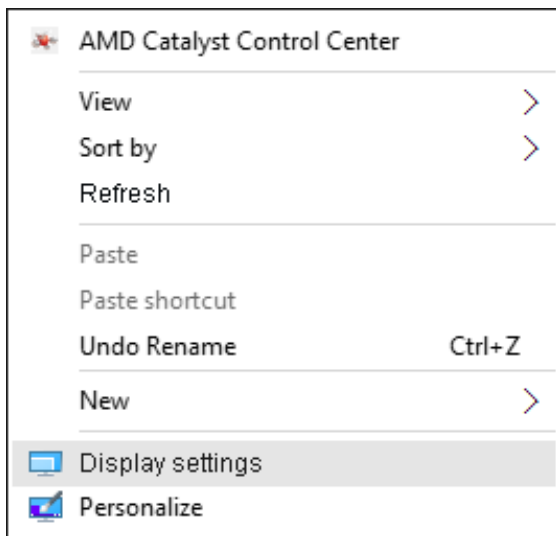 AMD Catalyst Control Center
View
Sort by
Refresh
Paste
Paste shortcut
Undo Rename Ctrl+Z
New
Display settings
Personalize